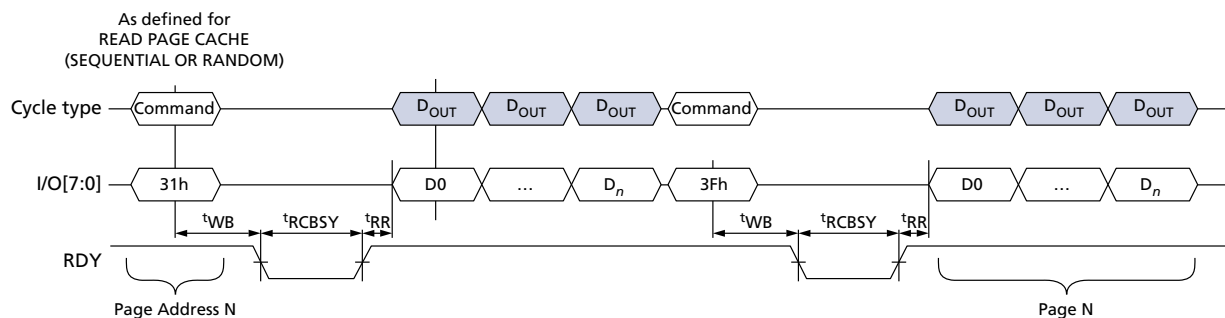 As defined for
READ PAGE CACHE
(SEQUENTIAL OR RANDOM)
Cycle type Command DOUT DOUT DOUT Command DOUT DOUT DOUT
I/O[7:0] 31h D0 … Dn 3Fh D0 … Dn
tWB tRCBSY tRR tWB tRCBSY tRR
RDY
Page Address N Page N